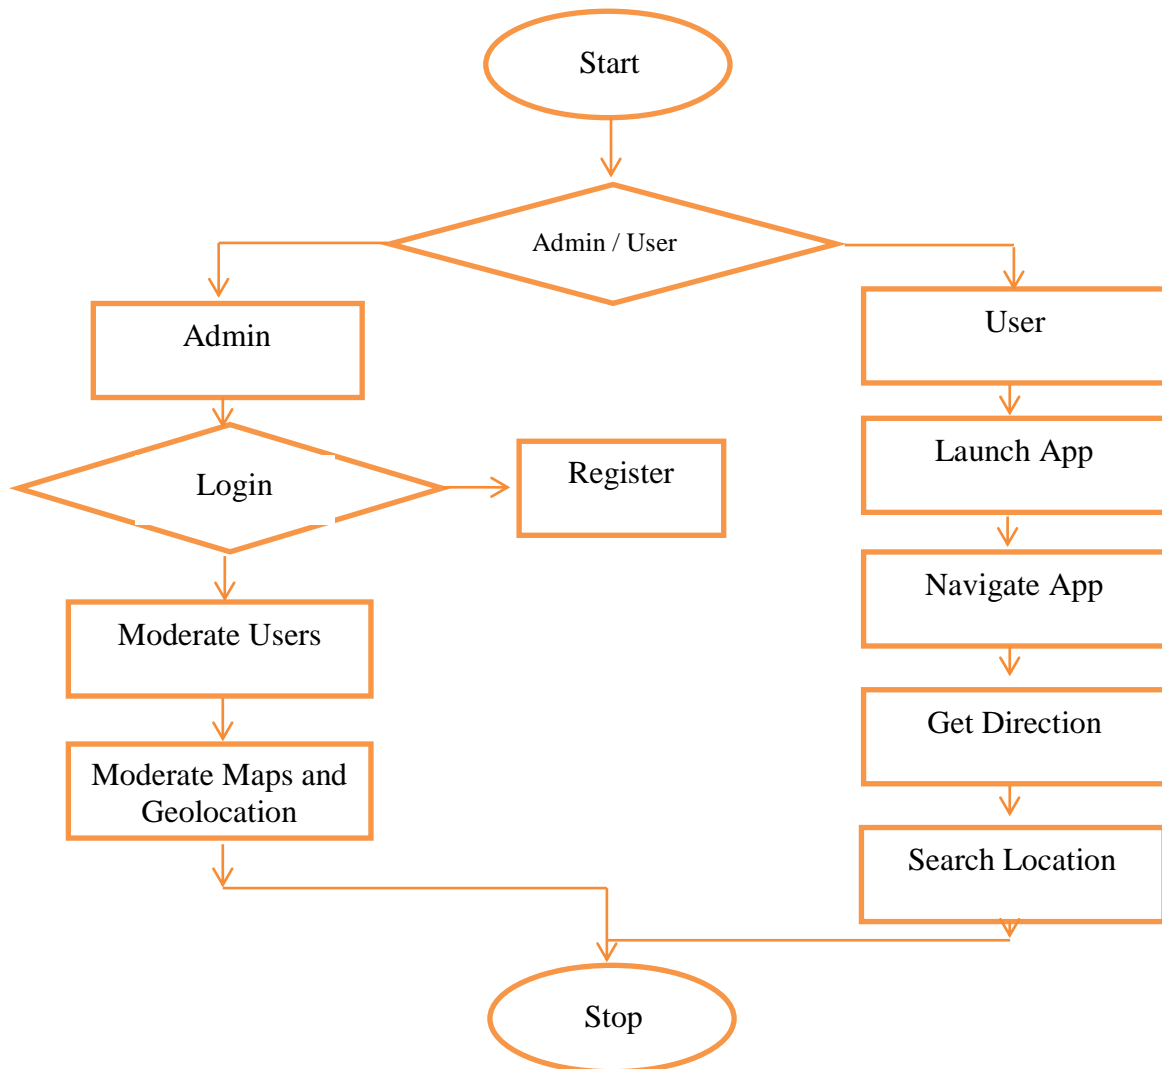 Start
Admin / User
Admin
User
Login
Register
Launch App
Navigate App
Moderate Users
Get Direction
Moderate Maps and
Geolocation
Search Location
Stop